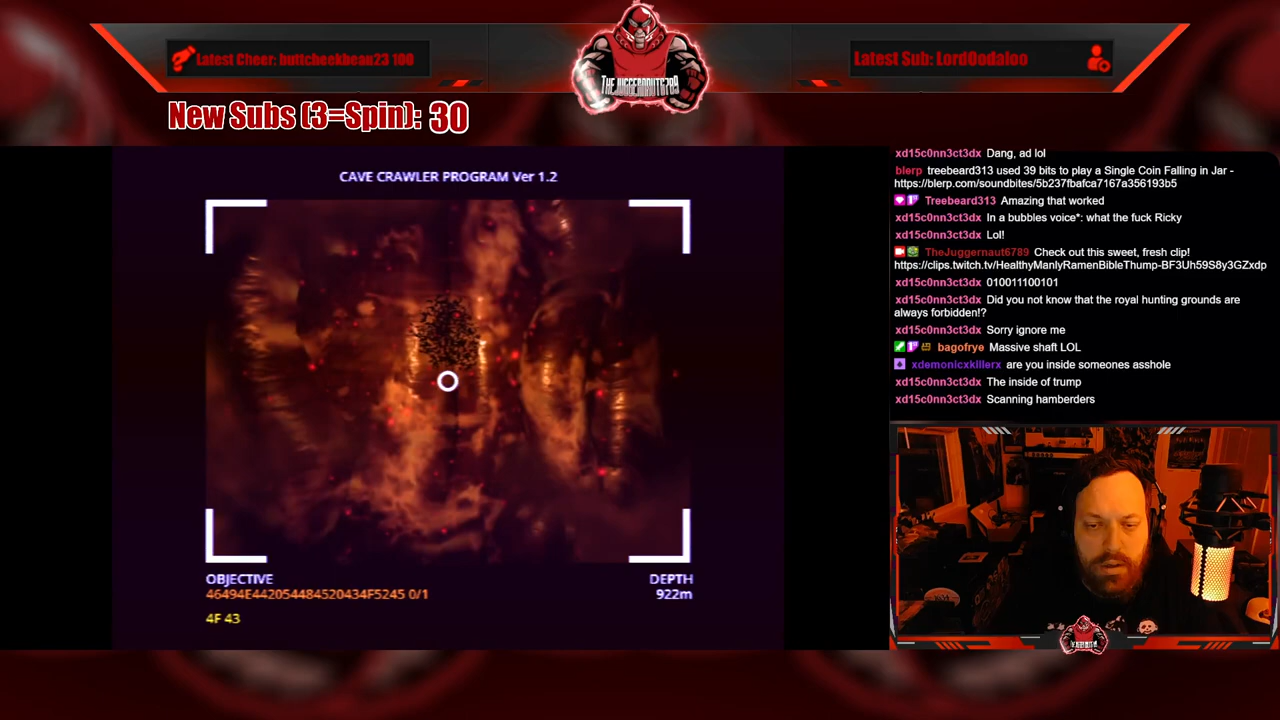 Latest Cheer: buttcheekbeau23 100
THEJUGGERNAUT6789
Latest Sub: LordOodaloo
New Subs (3=Spin): 30
CAVE CRAWLER PROGRAM Ver 1.2
OBJECTIVE
46494E442054484520434F5245 0/1
4F 43
DEPTH
922m
xd15c0nn3ct3dx Dang, ad lol
blerp treebeard313 used 39 bits to play a Single Coin Falling in Jar -
https://blerp.com/soundbites/5b237fbafca7167a356193b5
Treebeard313 Amazing that worked
xd15c0nn3ct3dx In a bubbles voice*: what the fuck Ricky
xd15c0nn3ct3dx Lol!
TheJuggernaut6789 Check out this sweet, fresh clip!
https://clips.twitch.tv/HealthyManlyRamenBibleThump-BF3Uh59S8y3GZxdp
xd15c0nn3ct3dx 010011100101
xd15c0nn3ct3dx Did you not know that the royal hunting grounds are
always forbidden!?
xd15c0nn3ct3dx Sorry ignore me
bagofrye Massive shaft LOL
xdemonicxkillerx are you inside someones asshole
xd15c0nn3ct3dx The inside of trump
xd15c0nn3ct3dx Scanning hamberders